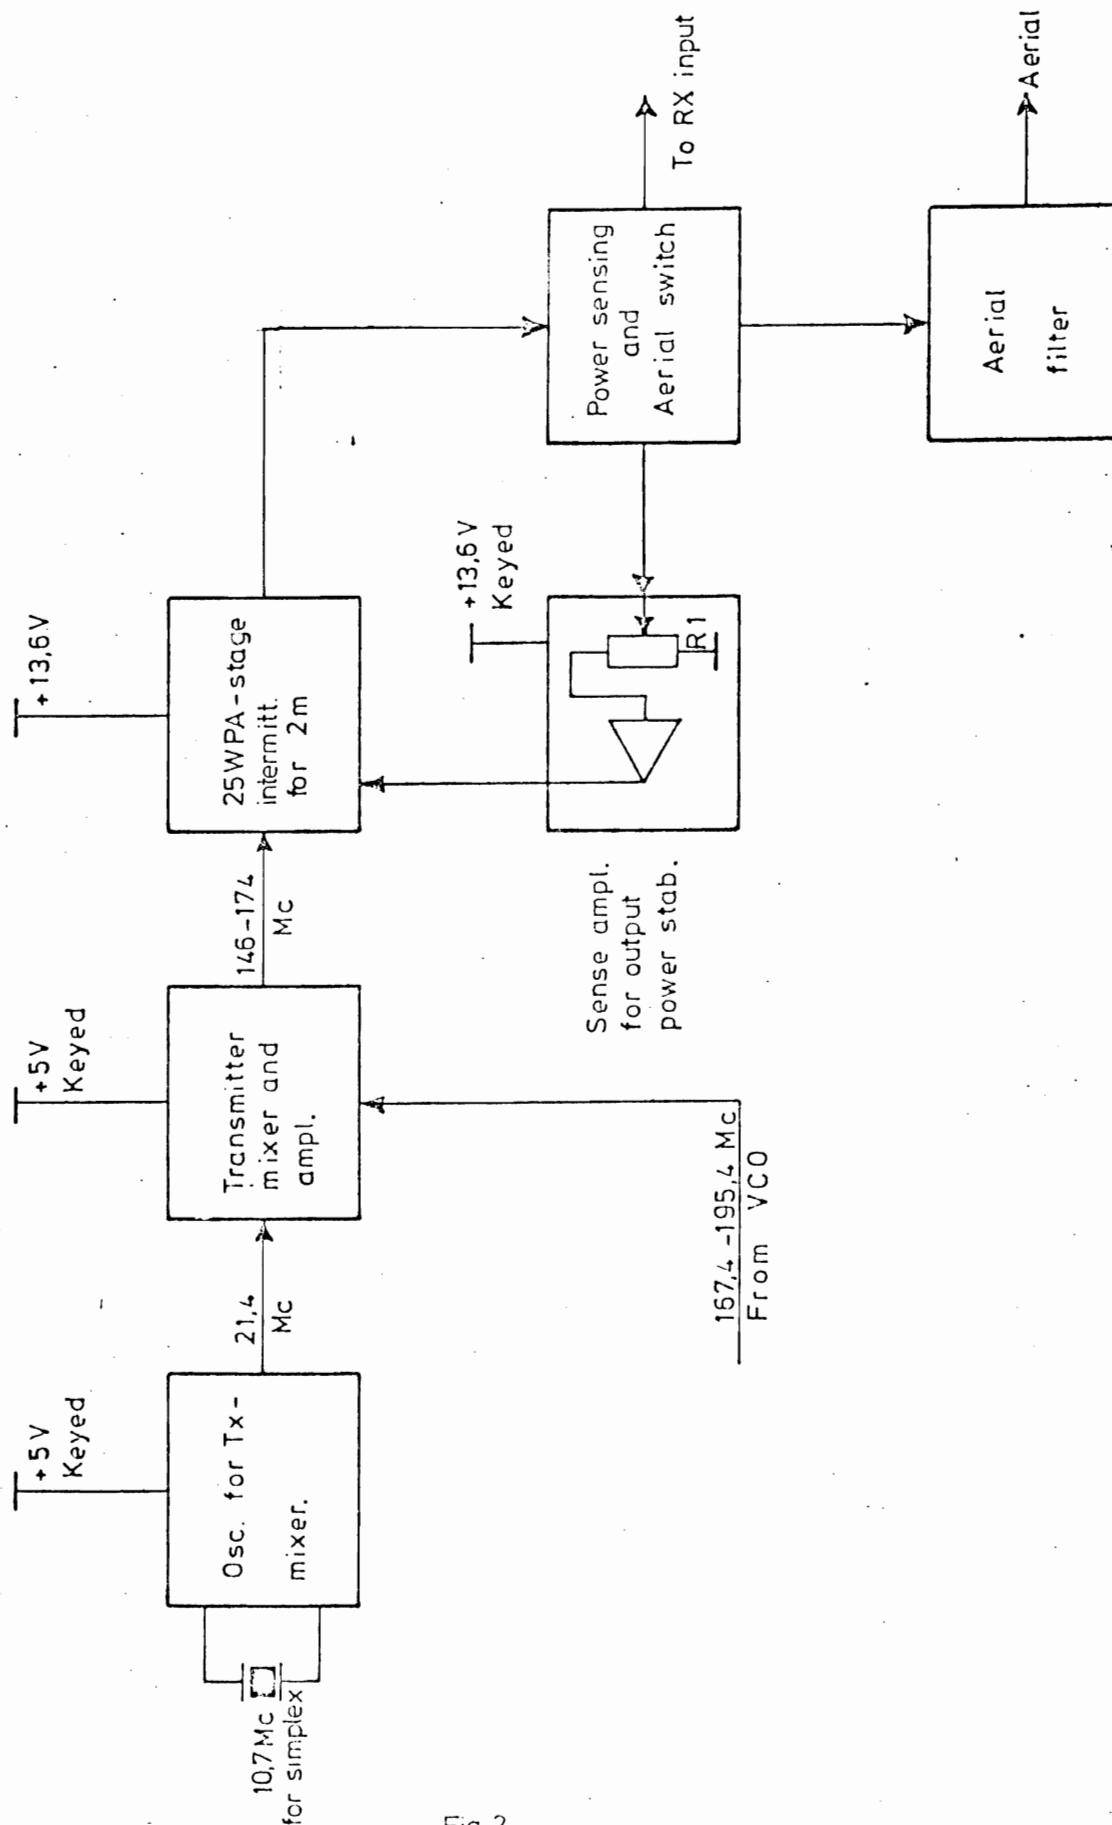 +5V
Keyed
+5V
Keyed
+13,6V
10,7Mc
for simplex
Osc. for Tx-
mixer.
21,4
Mc
Transmitter
mixer and
ampl.
146-174
Mc
25WPA-stage
intermitt.
for 2m
+13,6V
Keyed
R1
Sense ampl.
for output
power stab.
Power sensing
and
Aerial switch
To RX input
167,4-195,4 Mc
From VCO
Aerial
filter
Aerial